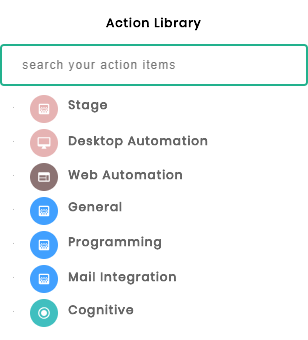 Action Library
search your action items
Stage
Desktop Automation
Web Automation
General
Programming
Mail Integration
Cognitive